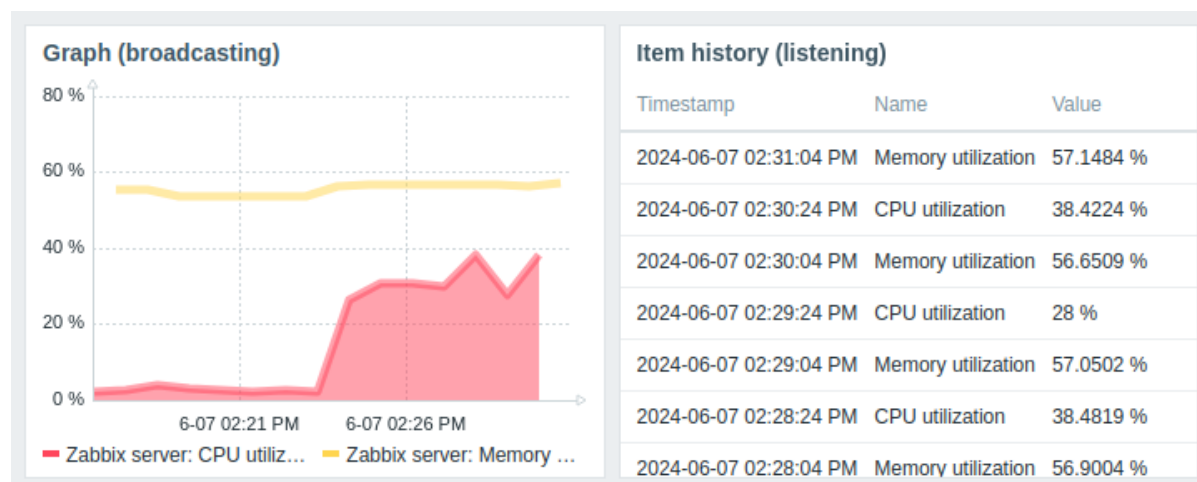 Graph (broadcasting)
80 %
60 %
40 %
20 %
0 %
6-07 02:21 PM 6-07 02:26 PM
Zabbix server: CPU utiliz... Zabbix server: Memory ...
Item history (listening)
Timestamp Name Value
2024-06-07 02:31:04 PM Memory utilization 57.1484 %
2024-06-07 02:30:24 PM CPU utilization 38.4224 %
2024-06-07 02:30:04 PM Memory utilization 56.6509 %
2024-06-07 02:29:24 PM CPU utilization 28 %
2024-06-07 02:29:04 PM Memory utilization 57.0502 %
2024-06-07 02:28:24 PM CPU utilization 38.4819 %
2024-06-07 02:28:04 PM Memory utilization 56.9004 %